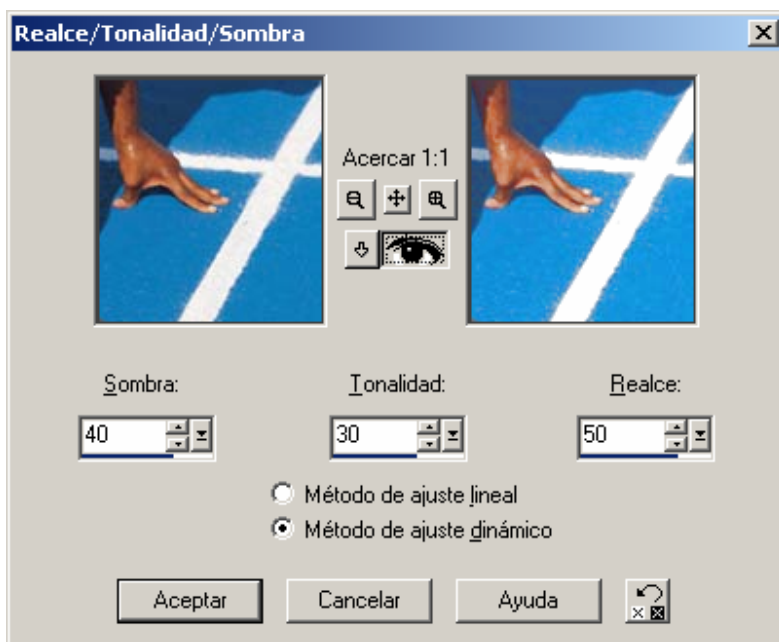 Realce/Tonalidad/Sombra
Acercar 1:1
Sombra:
Tonalidad:
Realce:
40
30
50
Método de ajuste lineal
Método de ajuste dinámico
Aceptar
Cancelar
Ayuda